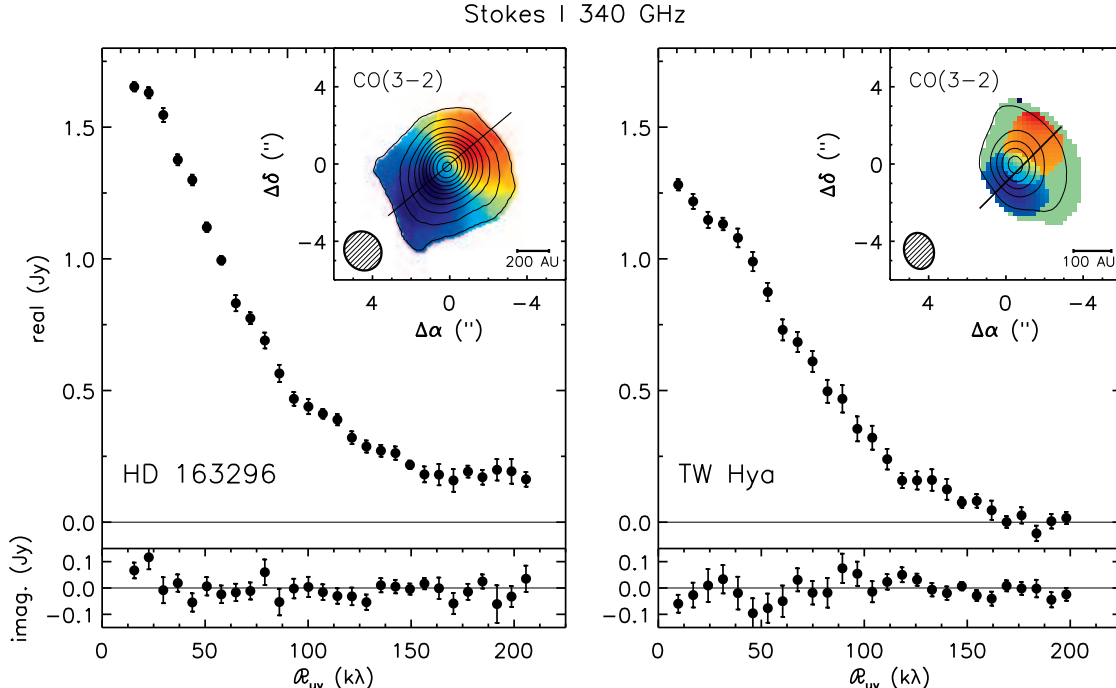 Stokes I 340 GHz
CO(3−2)
4
0
−4
Δδ (")
200 AU
4 0 −4
Δα (")
1.5
1.0
0.5
0.0
real (Jy)
HD 163296
0.1
0.0
−0.1
imag. (Jy)
0 50 100 150 200
ℛuv (kλ)
CO(3−2)
4
0
−4
Δδ (")
100 AU
4 0 −4
Δα (")
1.5
1.0
0.5
0.0
TW Hya
0.1
0.0
−0.1
0 50 100 150 200
ℛuv (kλ)